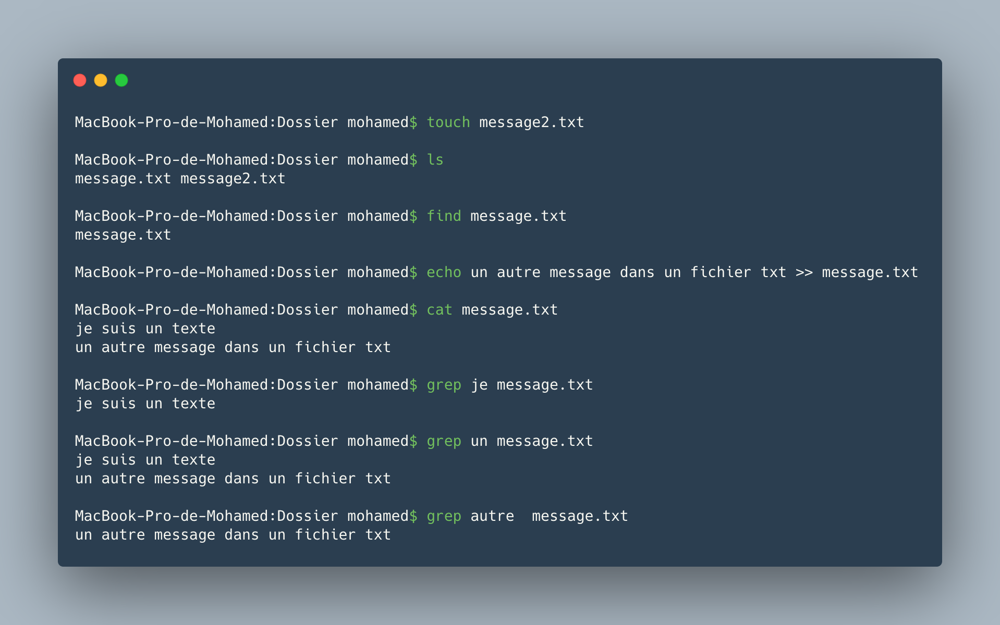 MacBook-Pro-de-Mohamed:Dossier mohamed$ touch message2.txt
MacBook-Pro-de-Mohamed:Dossier mohamed$ ls
message.txt message2.txt
MacBook-Pro-de-Mohamed:Dossier mohamed$ find message.txt
message.txt
MacBook-Pro-de-Mohamed:Dossier mohamed$ echo un autre message dans un fichier txt >> message.txt
MacBook-Pro-de-Mohamed:Dossier mohamed$ cat message.txt
je suis un texte
un autre message dans un fichier txt
MacBook-Pro-de-Mohamed:Dossier mohamed$ grep je message.txt
je suis un texte
MacBook-Pro-de-Mohamed:Dossier mohamed$ grep un message.txt
je suis un texte
un autre message dans un fichier txt
MacBook-Pro-de-Mohamed:Dossier mohamed$ grep autre  message.txt
un autre message dans un fichier txt